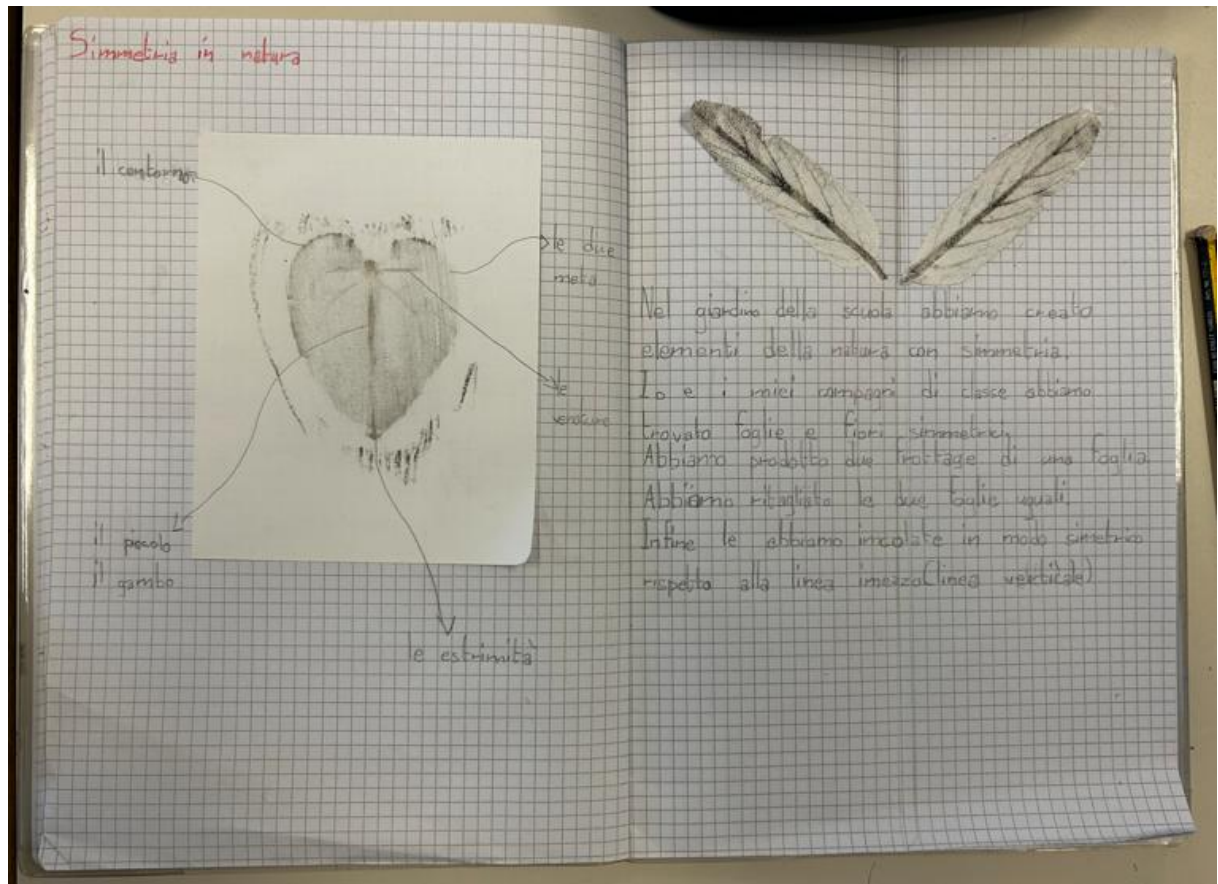 Simmetria in natura
il contorno
le due
metà
le
venature
il picolo
il gambo
le estrimità
Nel giardino della scuola abbiamo creato
elementi della natura con simmetria.
Io e i miei compagni di classe abbiamo
trovato foglie e fiori simmetrici.
Abbiamo prodotto due frottage di una foglia.
Abbiamo ritagliato le due foglie uguali.
Infine le abbiamo incolate in modo simetrico
rispetto alla linea imezzo(linea verticale)